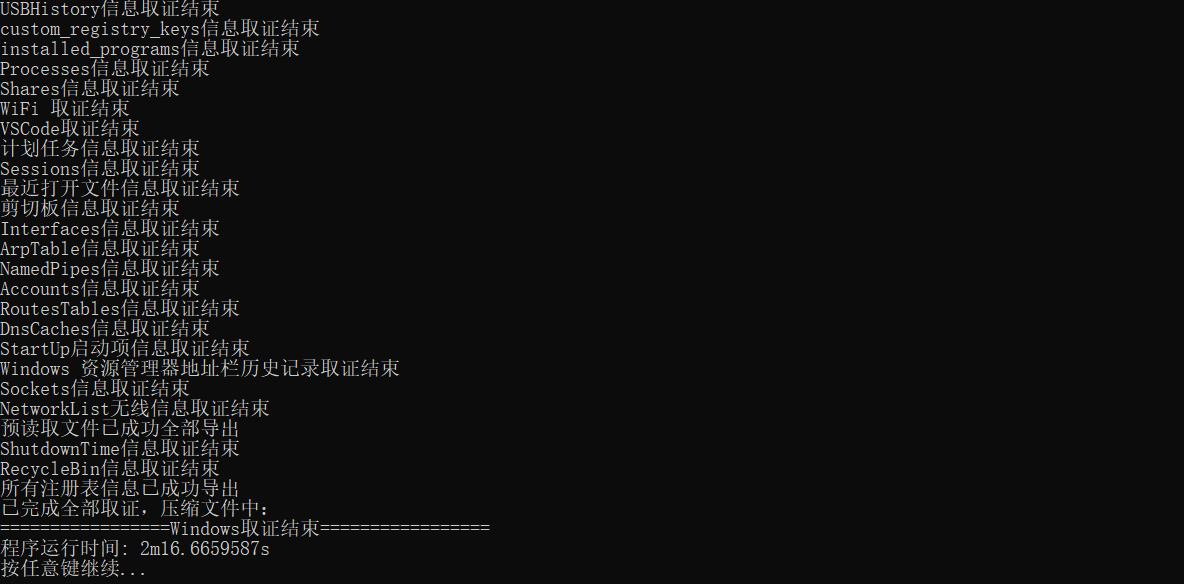 USBHistory信息取证结束
custom_registry_keys信息取证结束
installed_programs信息取证结束
Processes信息取证结束
Shares信息取证结束
WiFi 取证结束
VSCode取证结束
计划任务信息取证结束
Sessions信息取证结束
最近打开文件信息取证结束
剪切板信息取证结束
Interfaces信息取证结束
ArpTable信息取证结束
NamedPipes信息取证结束
Accounts信息取证结束
RoutesTables信息取证结束
DnsCaches信息取证结束
StartUp启动项信息取证结束
Windows 资源管理器地址栏历史记录取证结束
Sockets信息取证结束
NetworkList无线信息取证结束
预读取文件已成功全部导出
ShutdownTime信息取证结束
RecycleBin信息取证结束
所有注册表信息已成功导出
已完成全部取证，压缩文件中：
=================Windows取证结束=================
程序运行时间: 2m16.6659587s
按任意键继续...